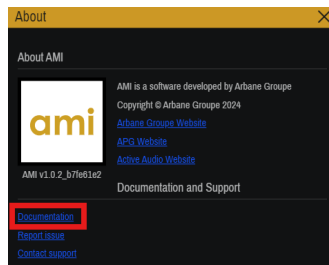 About
About AMI
ami
AMI is a software developed by Arbane Groupe
Copyright © Arbane Groupe 2024
Arbane Groupe Website
APG Website
Active Audio Website
AMI v1.0.2_b7fe61e2
Documentation and Support
Documentation
Report issue
Contact support